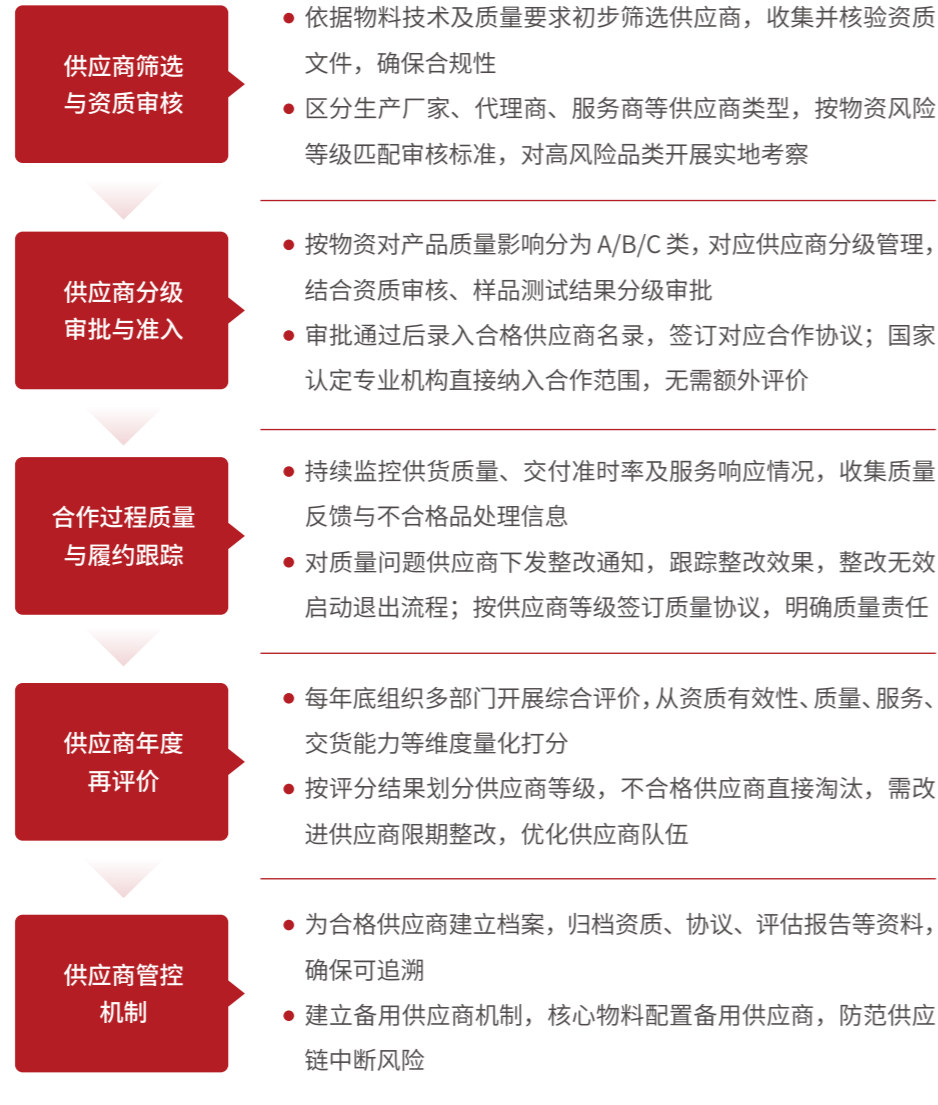 供应商筛选
与资质审核
● 依据物料技术及质量要求初步筛选供应商，收集并核验资质
文件，确保合规性
● 区分生产厂家、代理商、服务商等供应商类型，按物资风险
等级匹配审核标准，对高风险品类开展实地考察
供应商分级
审批与准入
● 按物资对产品质量影响分为 A/B/C 类，对应供应商分级管理，
结合资质审核、样品测试结果分级审批
● 审批通过后录入合格供应商名录，签订对应合作协议；国家
认定专业机构直接纳入合作范围，无需额外评价
合作过程质量
与履约跟踪
● 持续监控供货质量、交付准时率及服务响应情况，收集质量
反馈与不合格品处理信息
● 对质量问题供应商下发整改通知，跟踪整改效果，整改无效
启动退出流程；按供应商等级签订质量协议，明确质量责任
供应商年度
再评价
● 每年底组织多部门开展综合评价，从资质有效性、质量、服务、
交货能力等维度量化打分
● 按评分结果划分供应商等级，不合格供应商直接淘汰，需改
进供应商限期整改，优化供应商队伍
供应商管控
机制
● 为合格供应商建立档案，归档资质、协议、评估报告等资料，
确保可追溯
● 建立备用供应商机制，核心物料配置备用供应商，防范供应
链中断风险